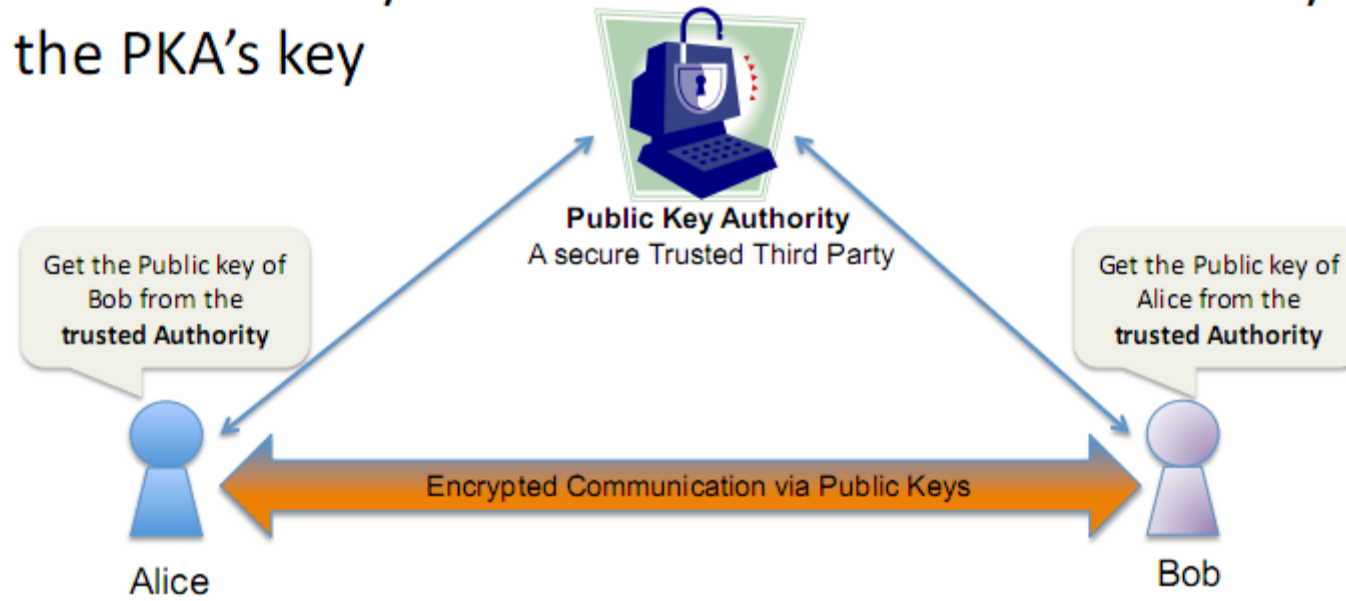 the PKA's key
Public Key Authority
A secure Trusted Third Party
Get the Public key of
Bob from the
trusted Authority
Get the Public key of
Alice from the
trusted Authority
Encrypted Communication via Public Keys
Alice
Bob